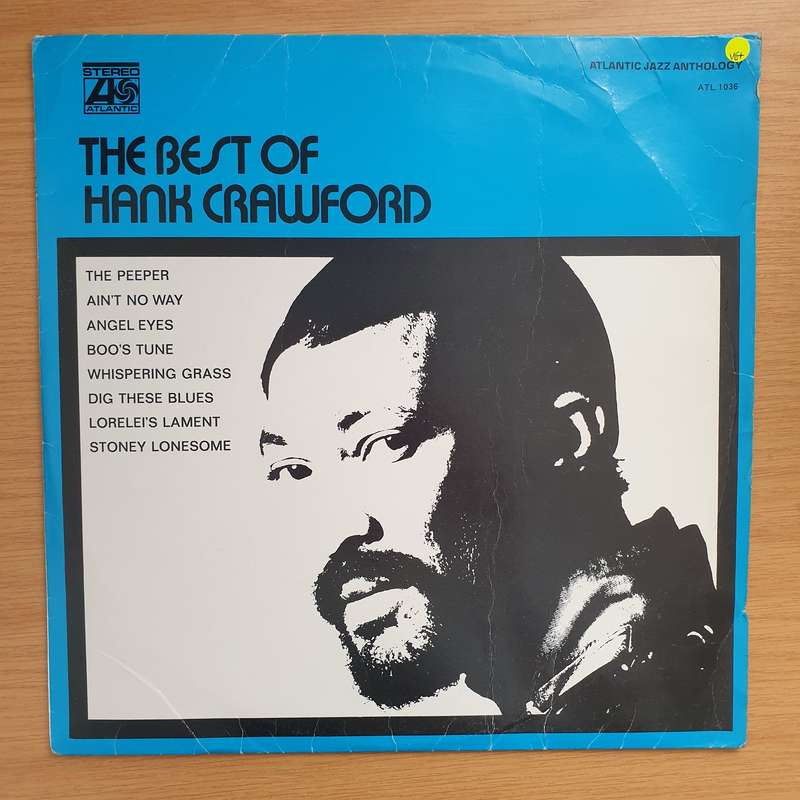 STEREO
ATLANTIC
ATLANTIC JAZZ ANTHOLOGY
VG+
ATL 1036
THE BEST OF
HANK CRAWFORD
THE PEEPER
AIN'T NO WAY
ANGEL EYES
BOO'S TUNE
WHISPERING GRASS
DIG THESE BLUES
LORELEI'S LAMENT
STONEY LONESOME